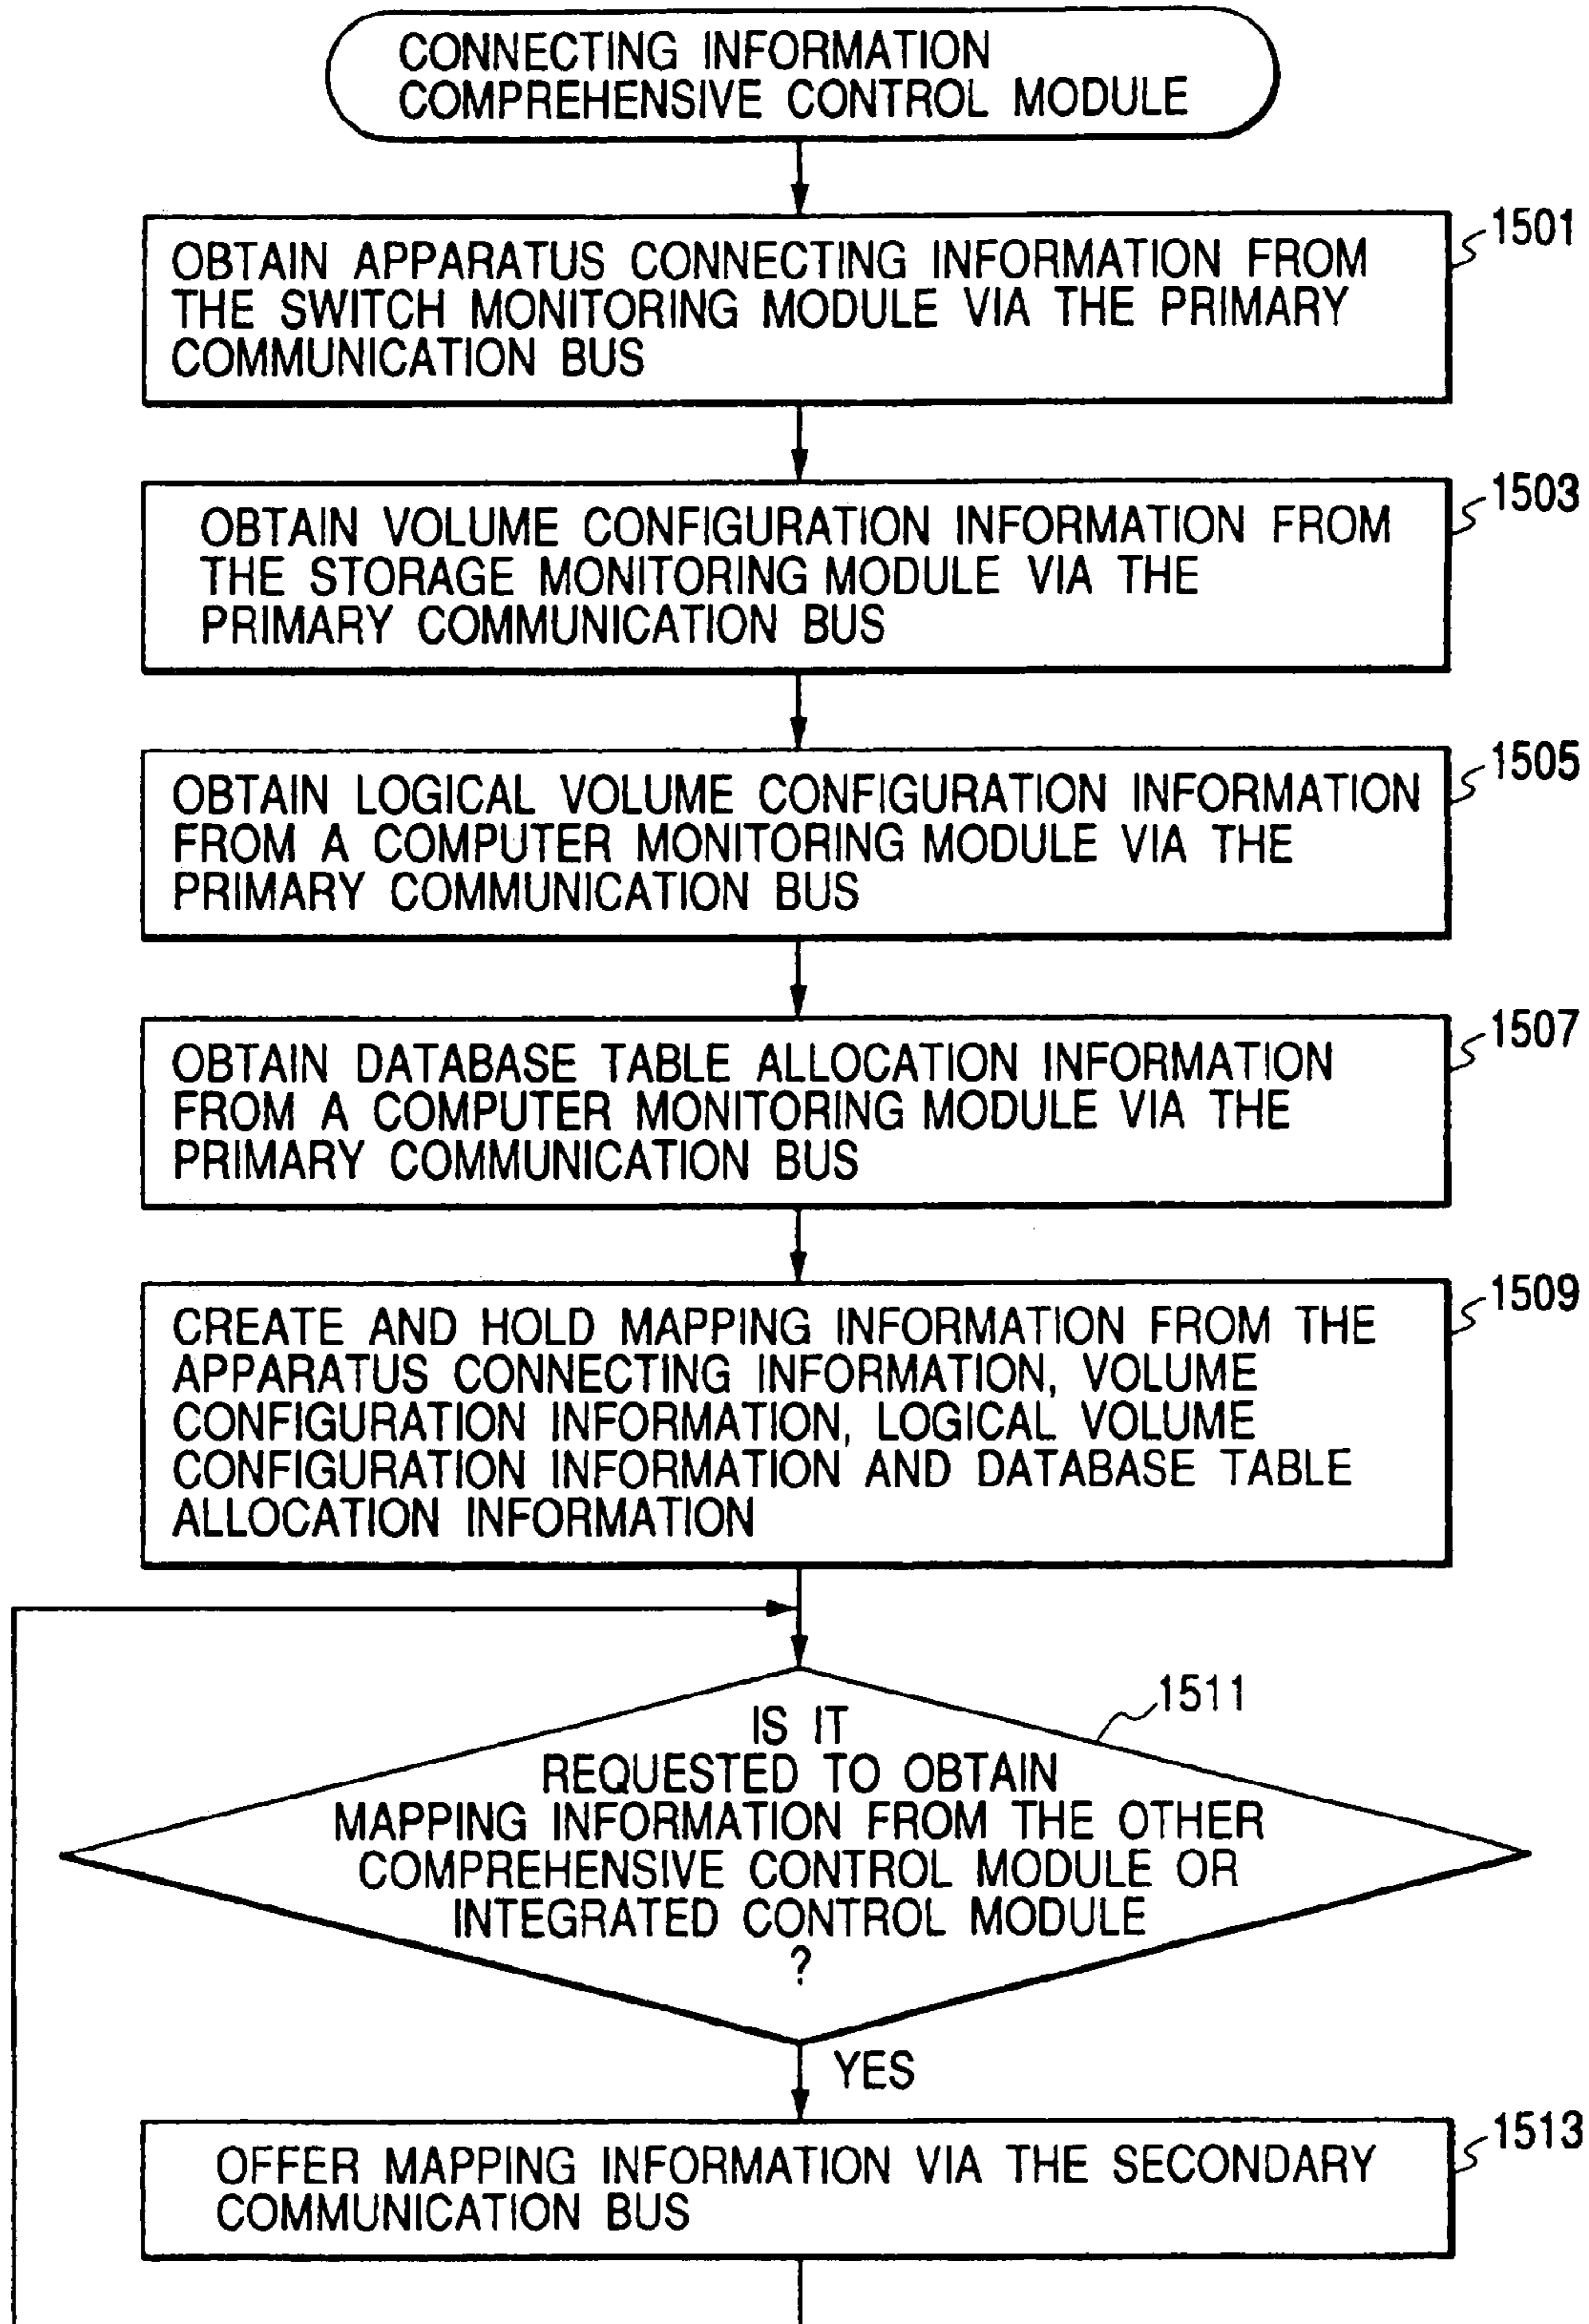 CONNECTING INFORMATION
COMPREHENSIVE CONTROL MODULE
1501
OBTAIN APPARATUS CONNECTING INFORMATION FROM
THE SWITCH MONITORING MODULE VIA THE PRIMARY
COMMUNICATION BUS
1503
OBTAIN VOLUME CONFIGURATION INFORMATION FROM
THE STORAGE MONITORING MODULE VIA THE
PRIMARY COMMUNICATION BUS
1505
OBTAIN LOGICAL VOLUME CONFIGURATION INFORMATION
FROM A COMPUTER MONITORING MODULE VIA THE
PRIMARY COMMUNICATION BUS
1507
OBTAIN DATABASE TABLE ALLOCATION INFORMATION
FROM A COMPUTER MONITORING MODULE VIA THE
PRIMARY COMMUNICATION BUS
1509
CREATE AND HOLD MAPPING INFORMATION FROM THE
APPARATUS CONNECTING INFORMATION, VOLUME
CONFIGURATION INFORMATION, LOGICAL VOLUME
CONFIGURATION INFORMATION AND DATABASE TABLE
ALLOCATION INFORMATION
1511
IS IT
REQUESTED TO OBTAIN
MAPPING INFORMATION FROM THE OTHER
COMPREHENSIVE CONTROL MODULE OR
INTEGRATED CONTROL MODULE
?
YES
1513
OFFER MAPPING INFORMATION VIA THE SECONDARY
COMMUNICATION BUS